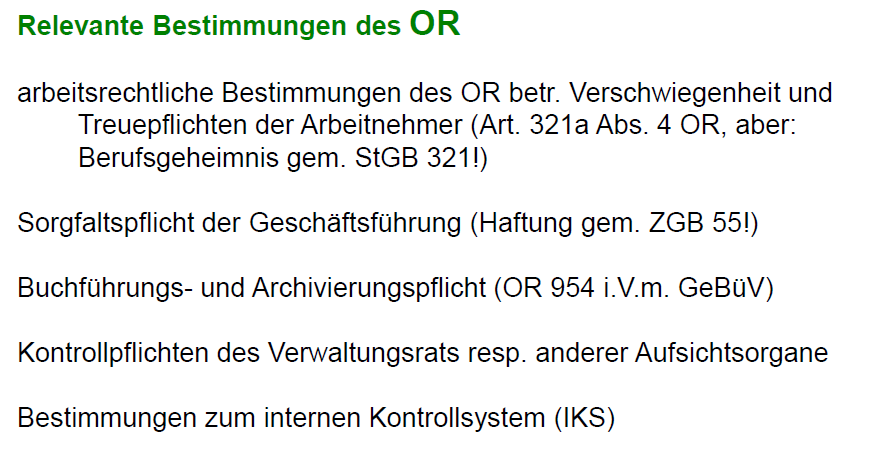 Relevante Bestimmungen des OR
arbeitsrechtliche Bestimmungen des OR betr. Verschwiegenheit und
Treuepflichten der Arbeitnehmer (Art. 321a Abs. 4 OR, aber:
Berufsgeheimnis gem. StGB 321!)
Sorgfaltspflicht der Geschäftsführung (Haftung gem. ZGB 55!)
Buchführungs- und Archivierungspflicht (OR 954 i.V.m. GeBüV)
Kontrollpflichten des Verwaltungsrats resp. anderer Aufsichtsorgane
Bestimmungen zum internen Kontrollsystem (IKS)